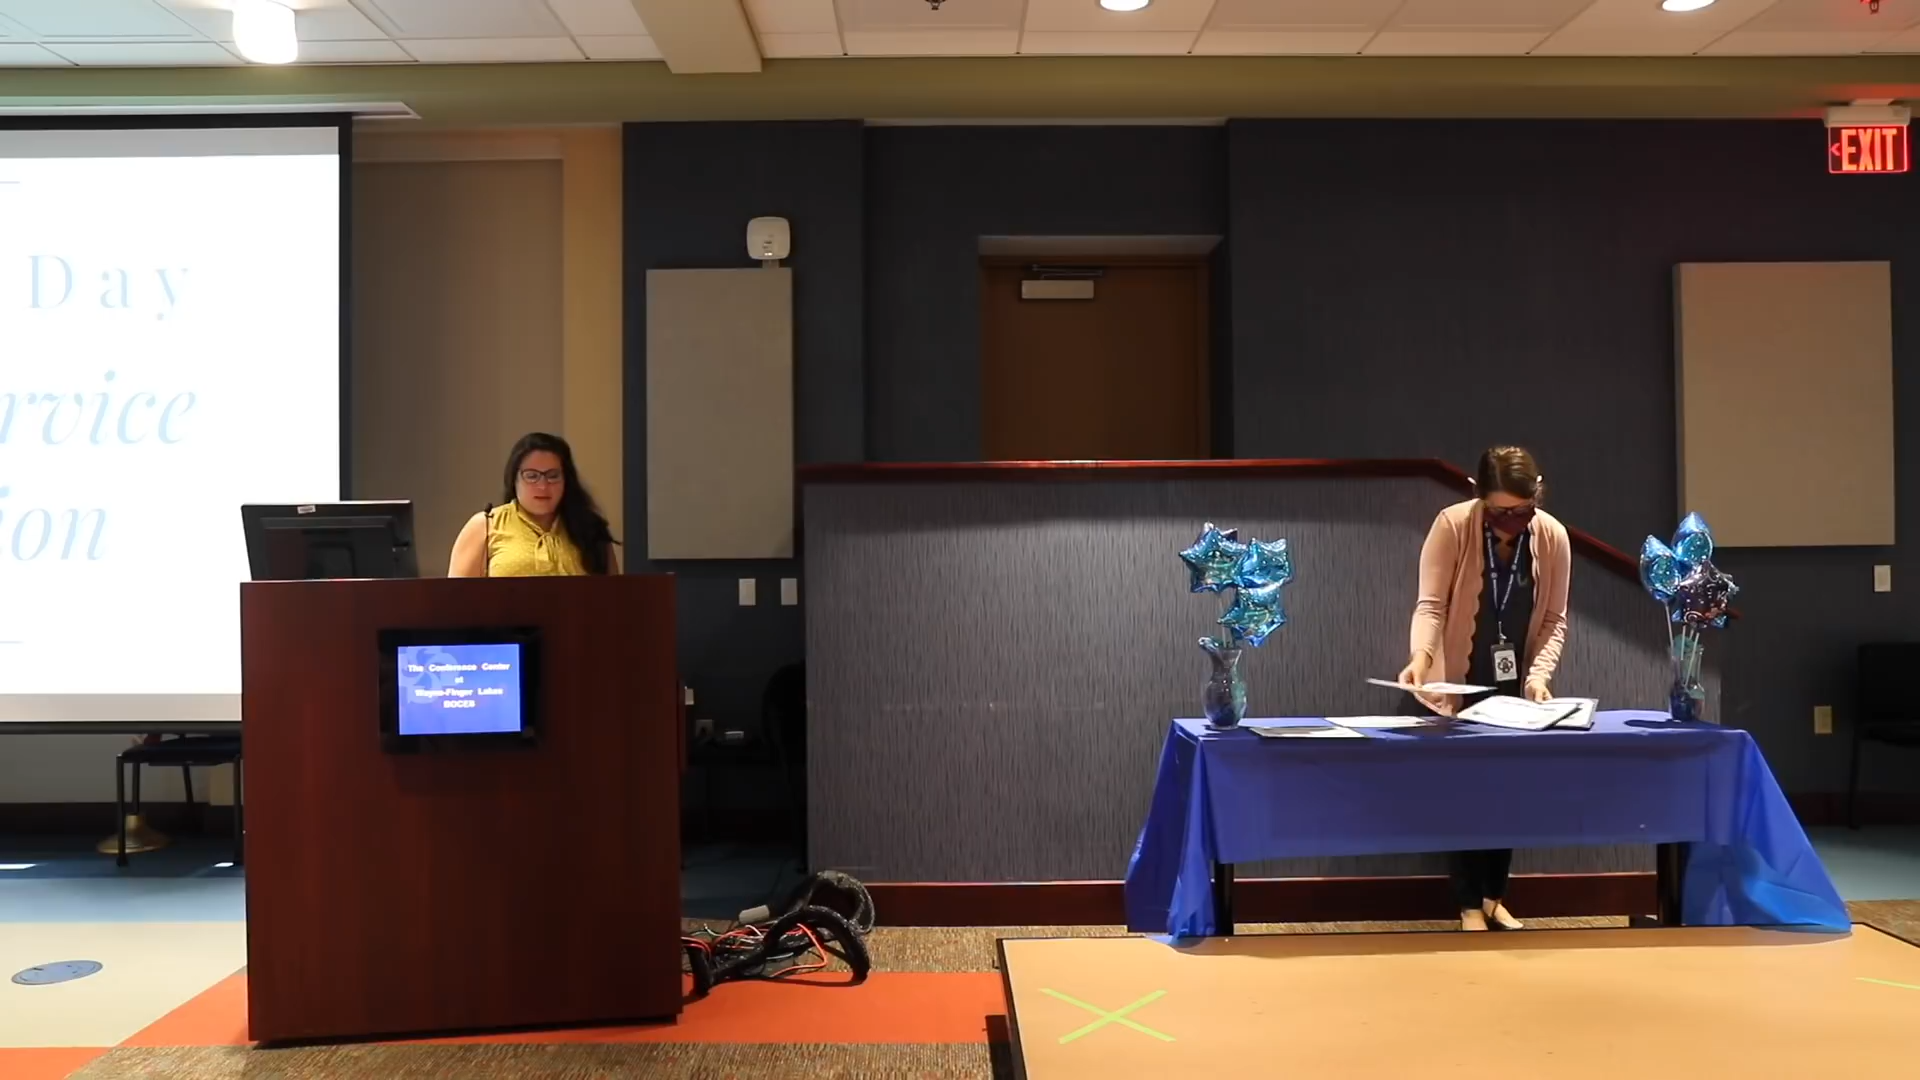 Day
rvice
ion
The Conference Center
at
Wayne-Finger Lakes
BOCES
EXIT